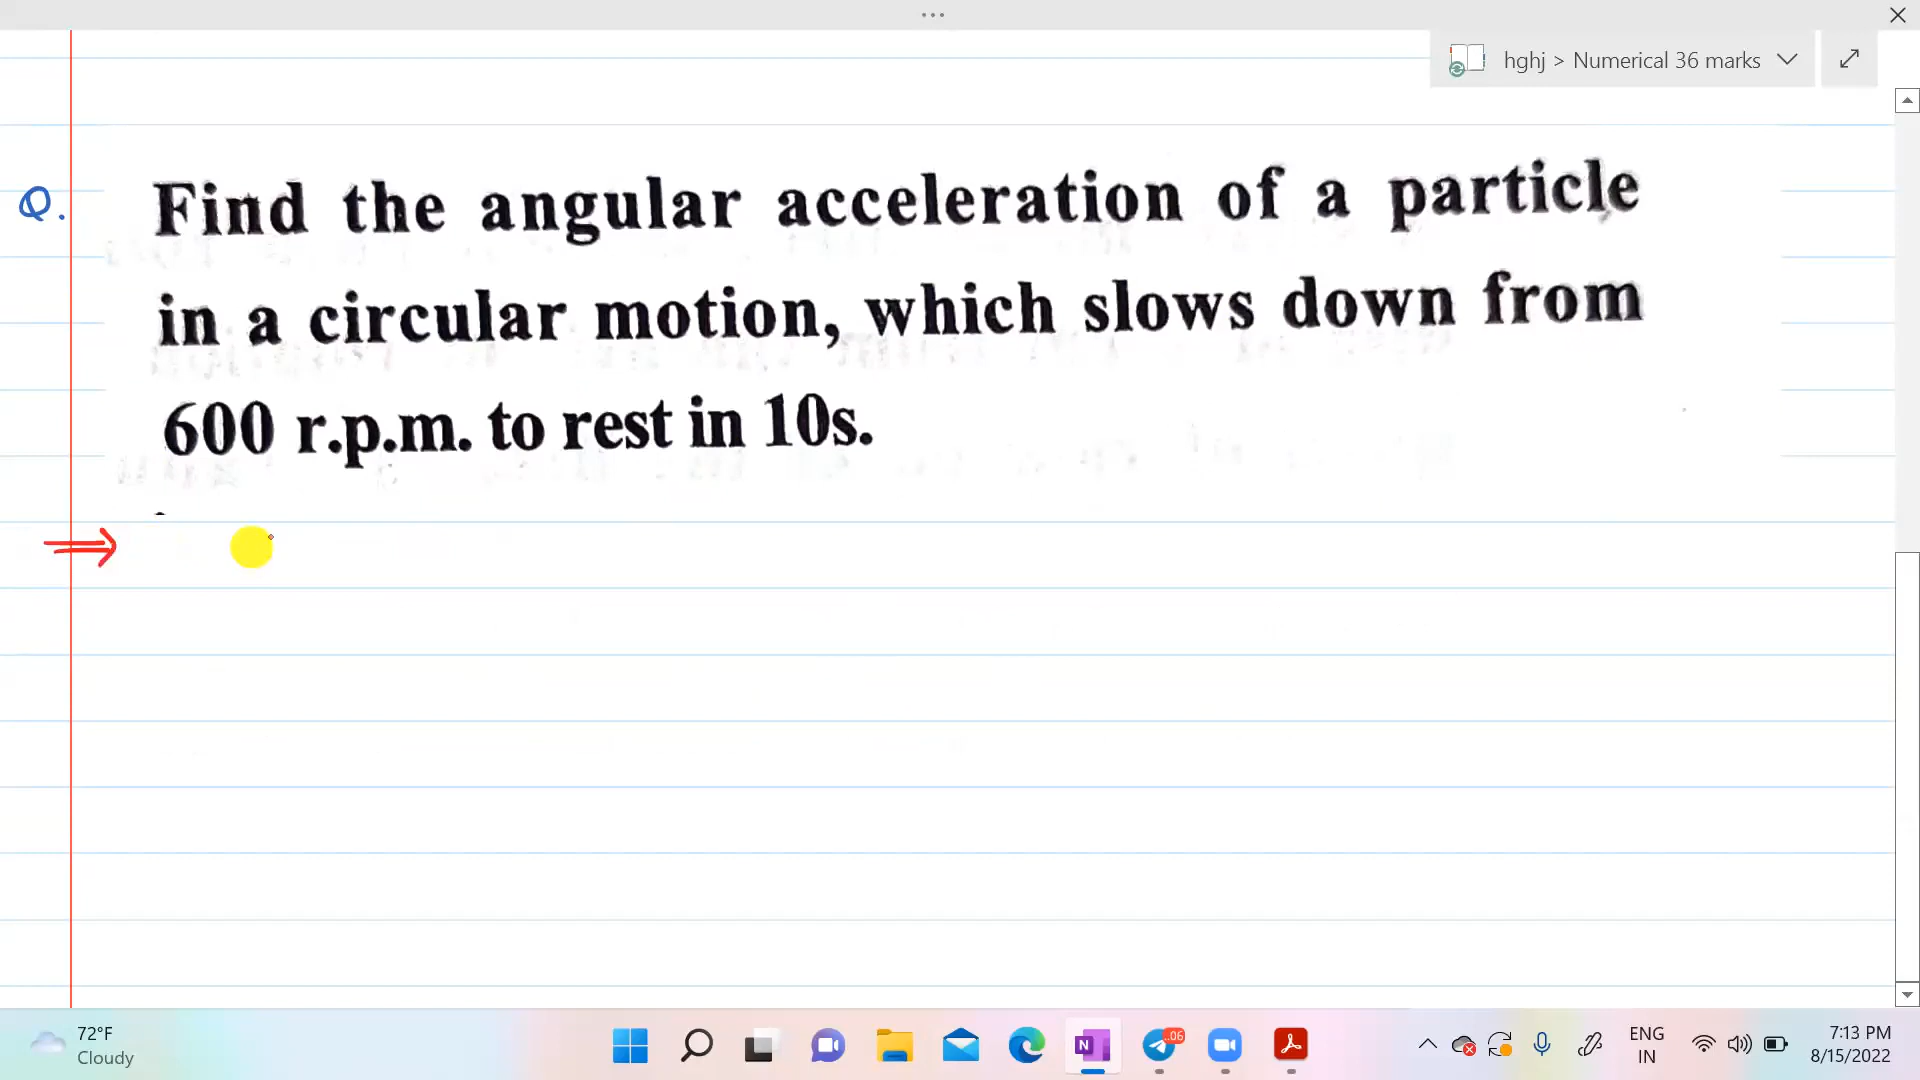 hghj > Numerical 36 marks
Q.
Find the angular acceleration of a particle
in a circular motion, which slows down from
600 r.p.m. to rest in 10s.
72°F
Cloudy
N
..06
ENG
IN
7:13 PM
8/15/2022